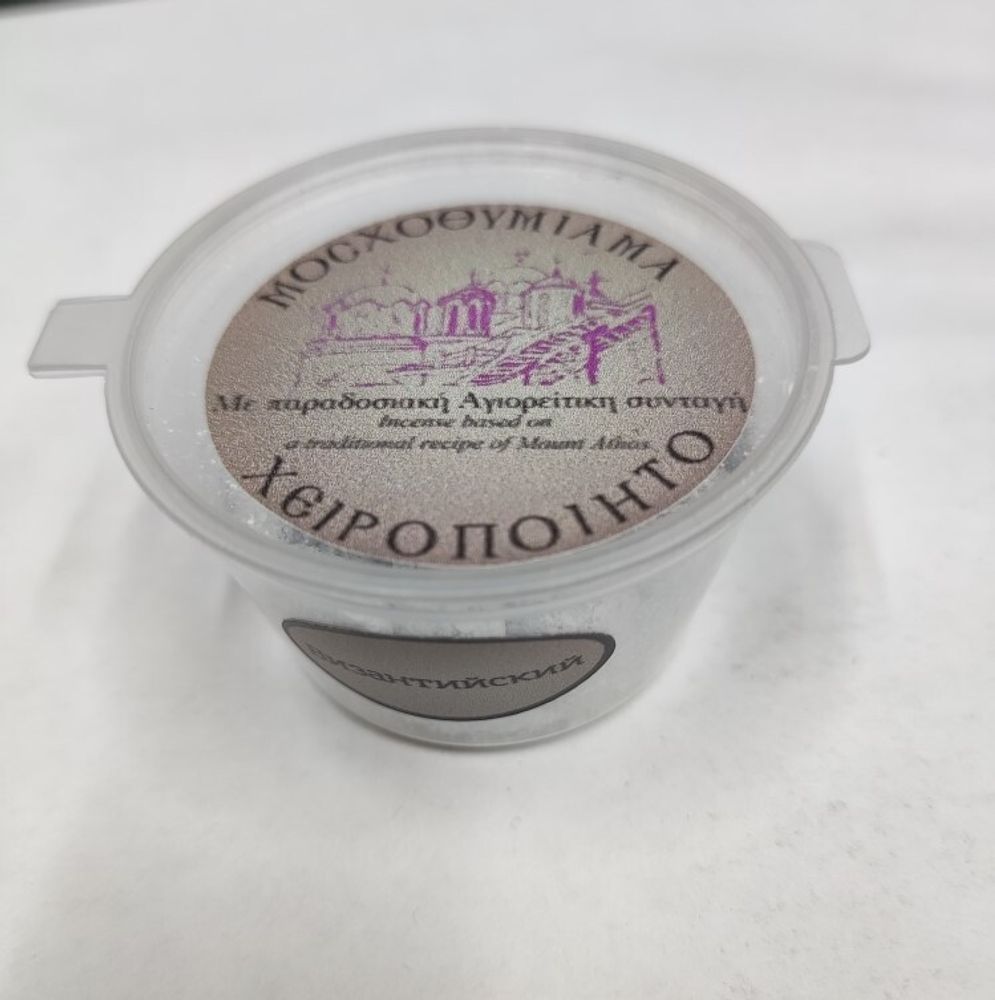 ΜΟΣΧΟΘΥΜΙΑΜΑ
Με παραδοσιακή Αγιορείτικη συνταγή
Incense based on
a traditional recipe of Mount Athos
ΧΕΙΡΟΠΟΙΗΤΟ
византийский